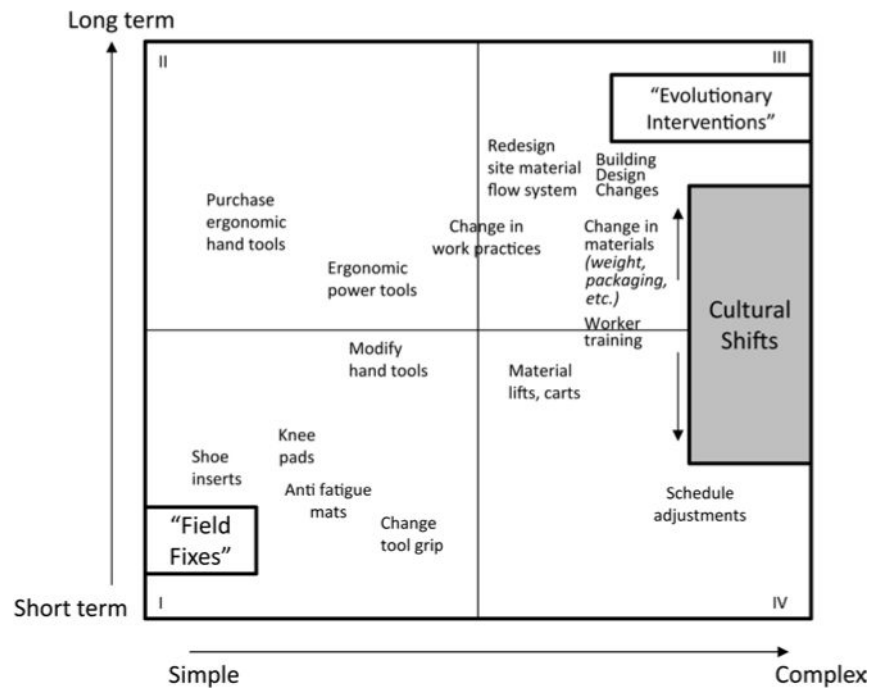 Long term
II
III
“Evolutionary
Interventions”
Redesign
site material
flow system
Building
Design
Changes
Purchase
ergonomic
hand tools
Change in
work practices
Change in
materials
(weight,
packaging,
etc.)
Ergonomic
power tools
Cultural
Shifts
Worker
training
Modify
hand tools
Material
lifts, carts
Knee
pads
Shoe
inserts
Anti fatigue
mats
Schedule
adjustments
“Field
Fixes”
Change
tool grip
Short term
I
IV
Simple
Complex